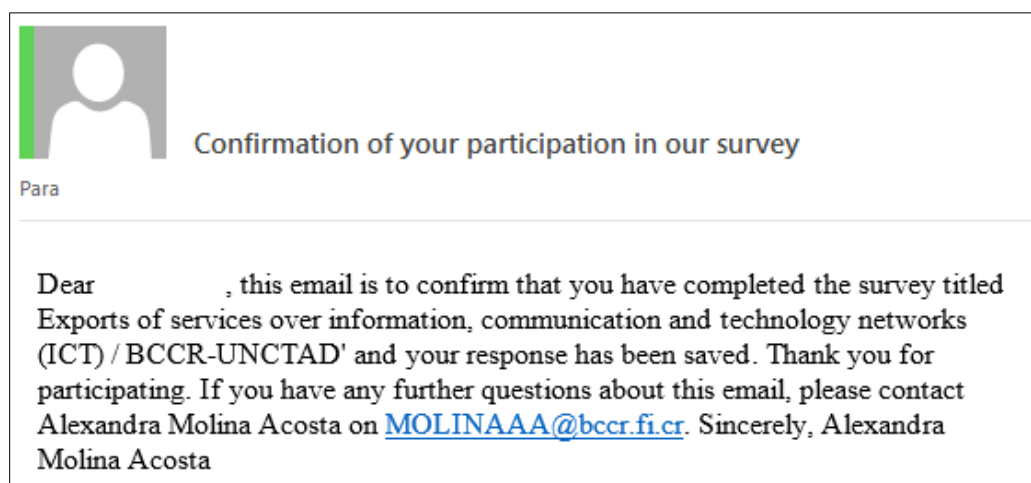 Confirmation of your participation in our survey
Para
Dear , this email is to confirm that you have completed the survey titled
Exports of services over information, communication and technology networks
(ICT) / BCCR-UNCTAD' and your response has been saved. Thank you for
participating. If you have any further questions about this email, please contact
Alexandra Molina Acosta on MOLINAAA@bccr.fi.cr. Sincerely, Alexandra
Molina Acosta